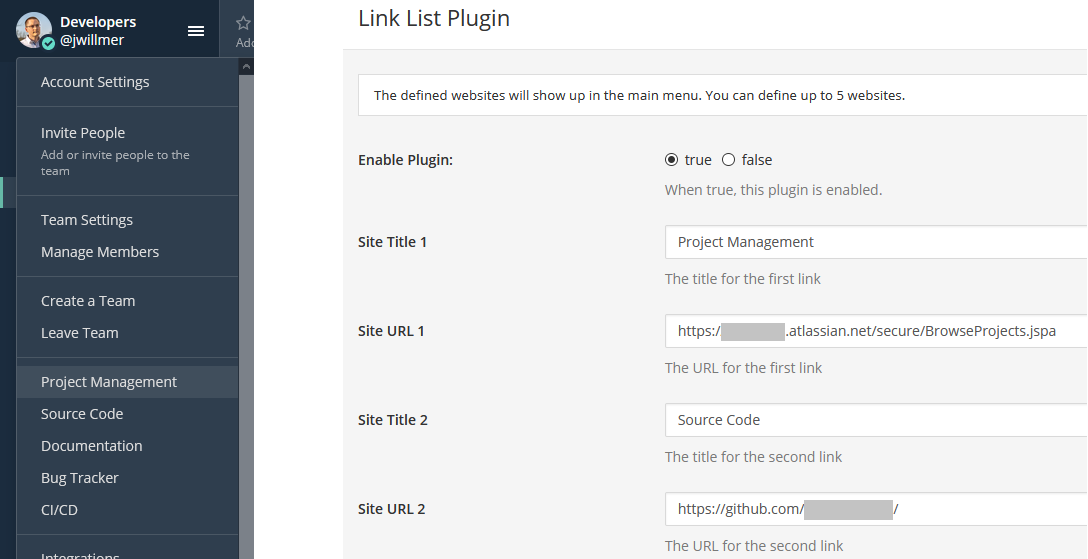 Developers
@jwillmer
Account Settings
Invite People
Add or invite people to the
team
Team Settings
Manage Members
Create a Team
Leave Team
Project Management
Source Code
Documentation
Bug Tracker
CI/CD
Integrations
Link List Plugin
The defined websites will show up in the main menu. You can define up to 5 websites.
Enable Plugin:
true
false
When true, this plugin is enabled.
Site Title 1
Project Management
The title for the first link
Site URL 1
https:/ .atlassian.net/secure/BrowseProjects.jspa
The URL for the first link
Site Title 2
Source Code
The title for the second link
Site URL 2
https://github.com/ /
The URL for the second link